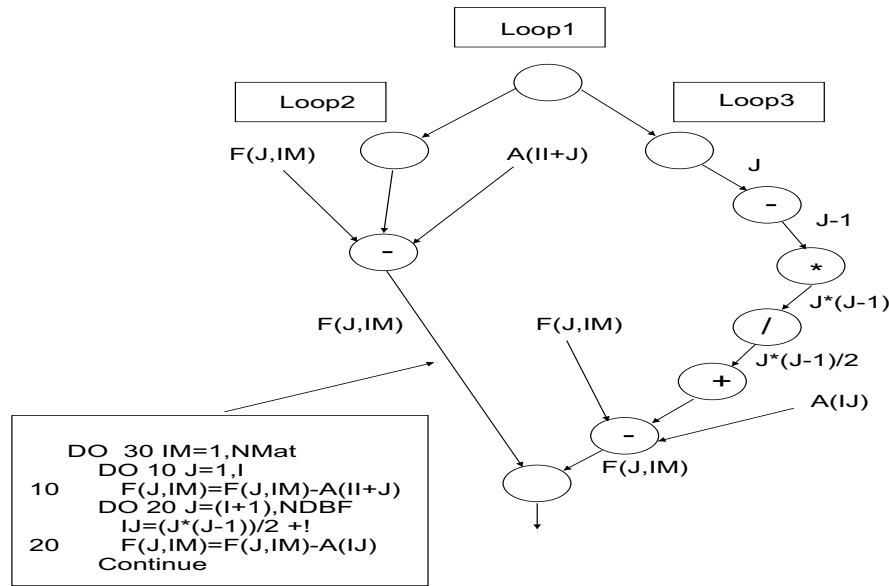 Loop1
Loop2
Loop3
F(J,IM)
A(II+J)
J
-
J-1
-
*
J*(J-1)
F(J,IM)
F(J,IM)
/
J*(J-1)/2
+
A(IJ)
-
F(J,IM)
DO 30 IM=1,NMat
DO 10 J=1,I
10 F(J,IM)=F(J,IM)-A(II+J)
DO 20 J=(I+1),NDBF
IJ=(J*(J-1))/2 +!
20 F(J,IM)=F(J,IM)-A(IJ)
Continue